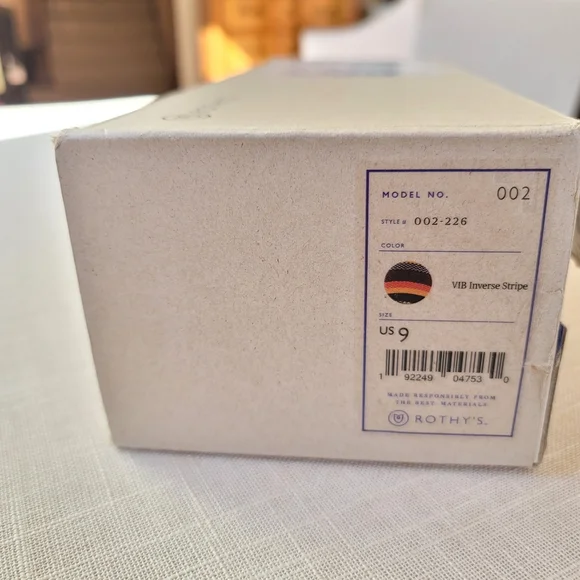 MODEL NO. 002
STYLE # 002-226
COLOR
VIB Inverse Stripe
SIZE
US 9
1 92249 04753 0
MADE RESPONSIBLY FROM
THE BEST MATERIALS.
ROTHY'S.